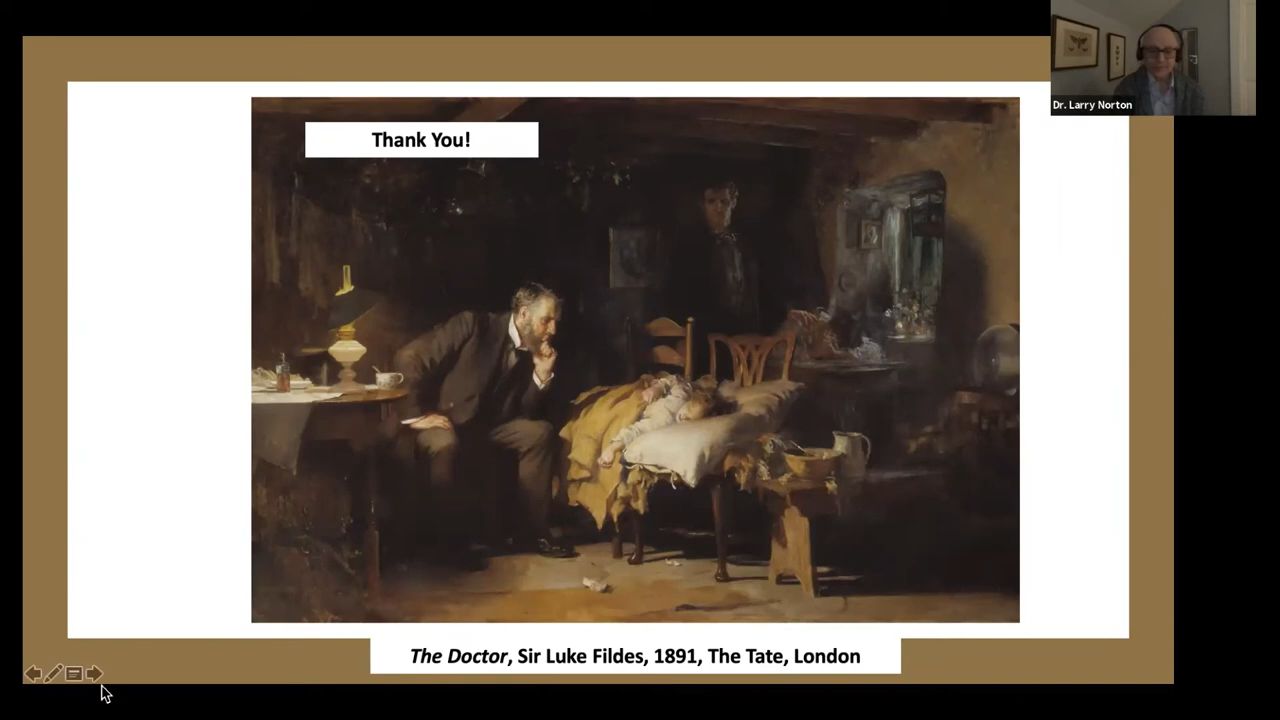 Dr. Larry Norton
Thank You!
The Doctor, Sir Luke Fildes, 1891, The Tate, London